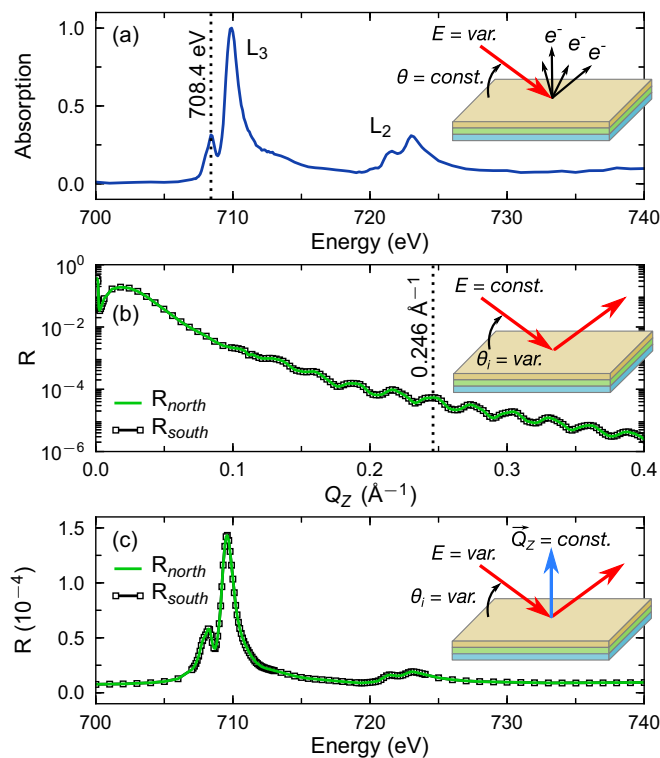 (a)
708.4 eV
L3
L2
E = var.
θ = const.
e-
e-
e-
Absorption
1.0
0.5
0.0
700
710
720
730
740
Energy (eV)
(b)
0.246 Å−1
E = const.
θi = var.
R
10^0
10^−2
10^−4
10^−6
Rnorth
Rsouth
0.0
0.1
0.2
0.3
0.4
QZ (Å−1)
(c)
QZ = const.
E = var.
θi = var.
R (10^−4)
1.5
1.0
0.5
0.0
Rnorth
Rsouth
700
710
720
730
740
Energy (eV)